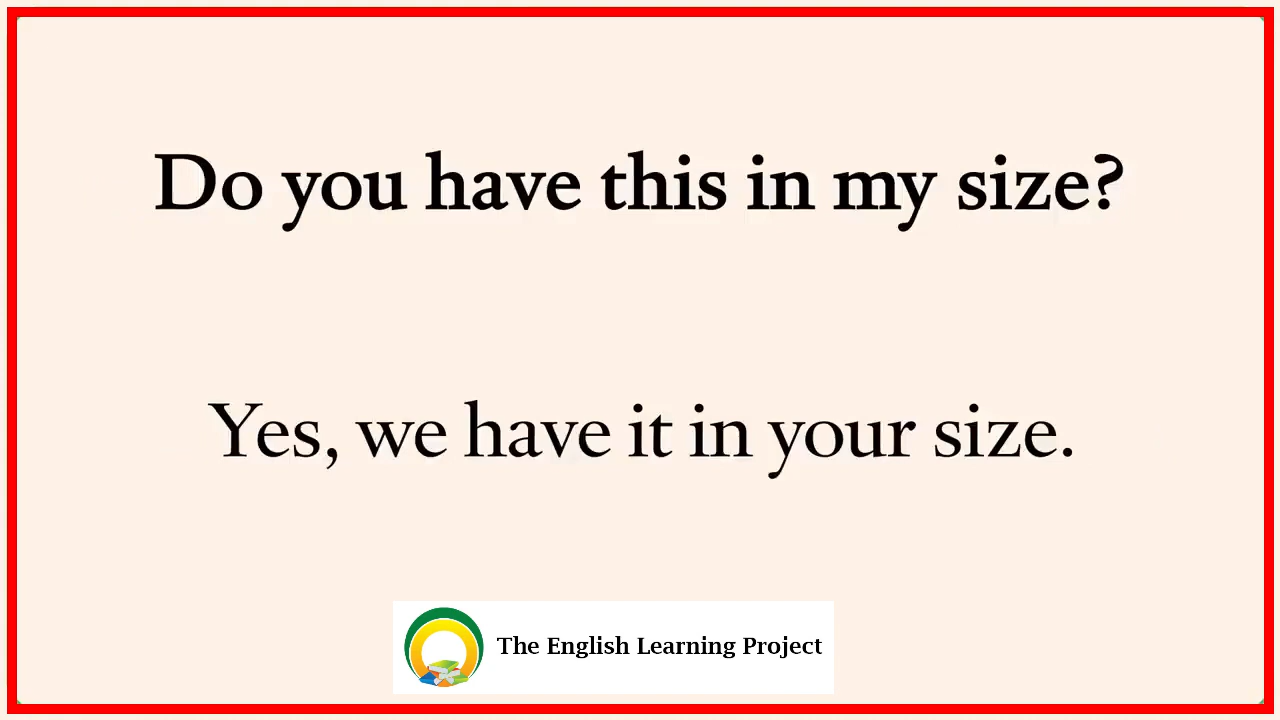 Do you have this in my size?
Yes, we have it in your size.
The English Learning Project